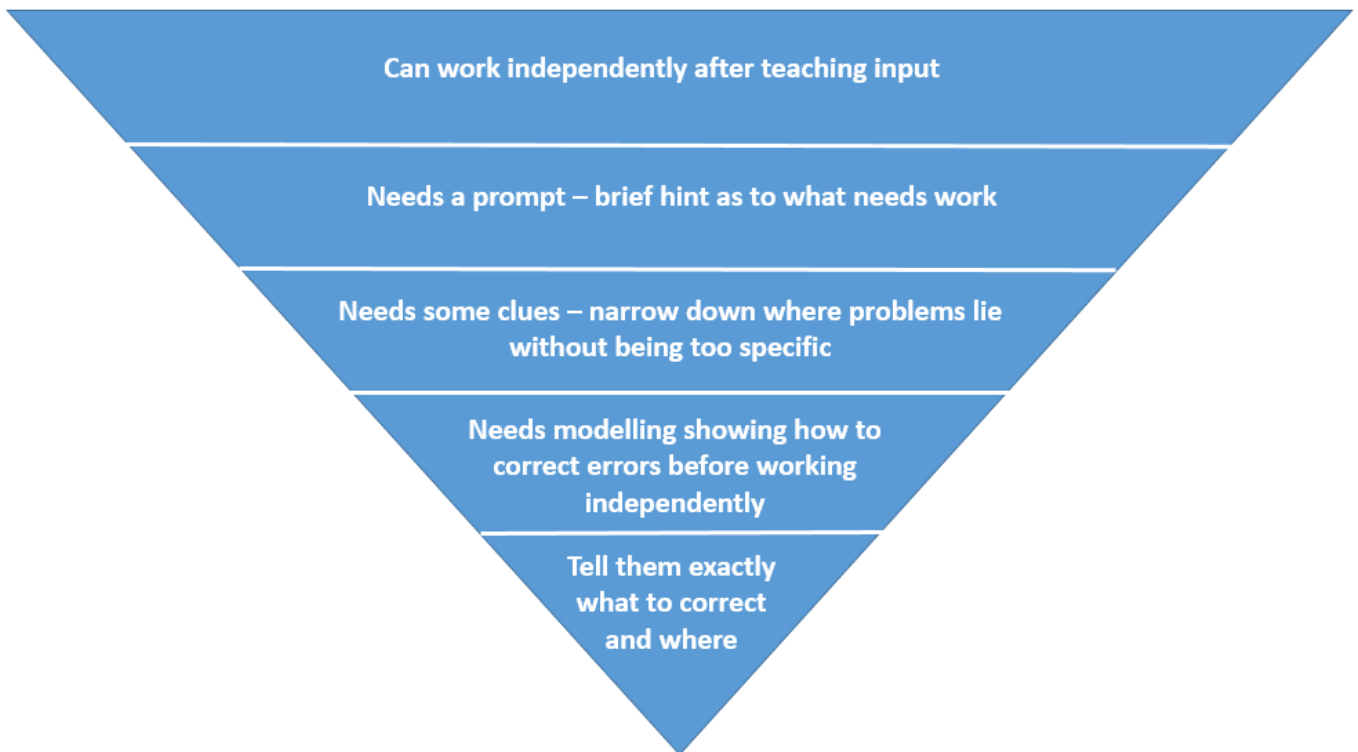 Can work independently after teaching input
Needs a prompt – brief hint as to what needs work
Needs some clues – narrow down where problems lie
without being too specific
Needs modelling showing how to
correct errors before working
independently
Tell them exactly
what to correct
and where